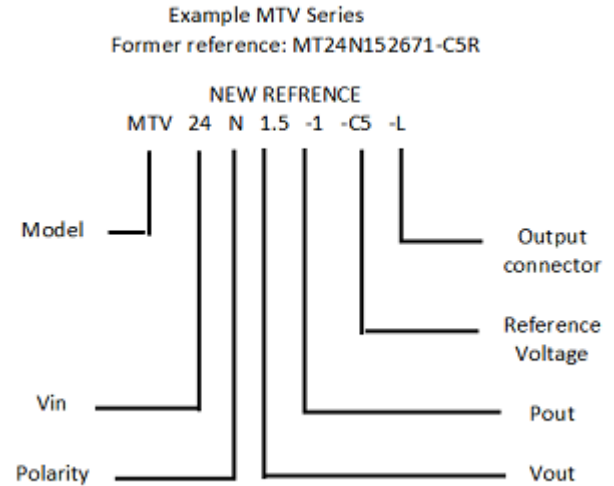 Example MTV Series
Former reference: MT24N152671-C5R
NEW REFRENCE
MTV 24 N 1.5 -1 -C5 -L
Model
Output
connector
Reference
Voltage
Vin
Pout
Polarity
Vout